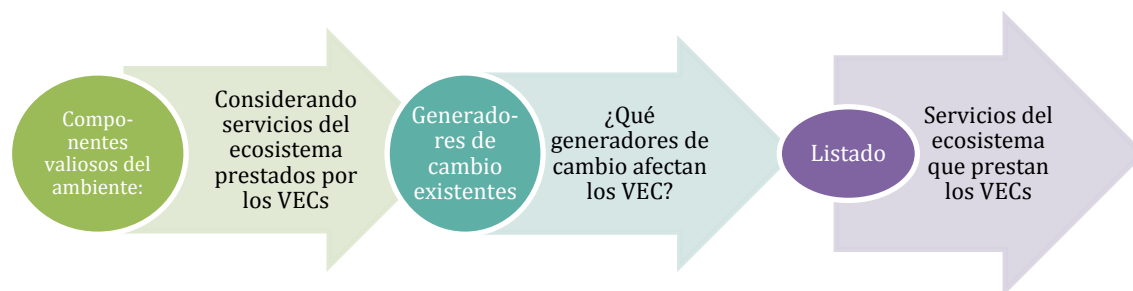 Compo-
nentes
valiosos del
ambiente:
Considerando
servicios del
ecosistema
prestados por
los VECs
Generado-
res de
cambio
existentes
¿Qué
generadores de
cambio afectan
los VEC?
Listado
Servicios del
ecosistema
que prestan
los VECs